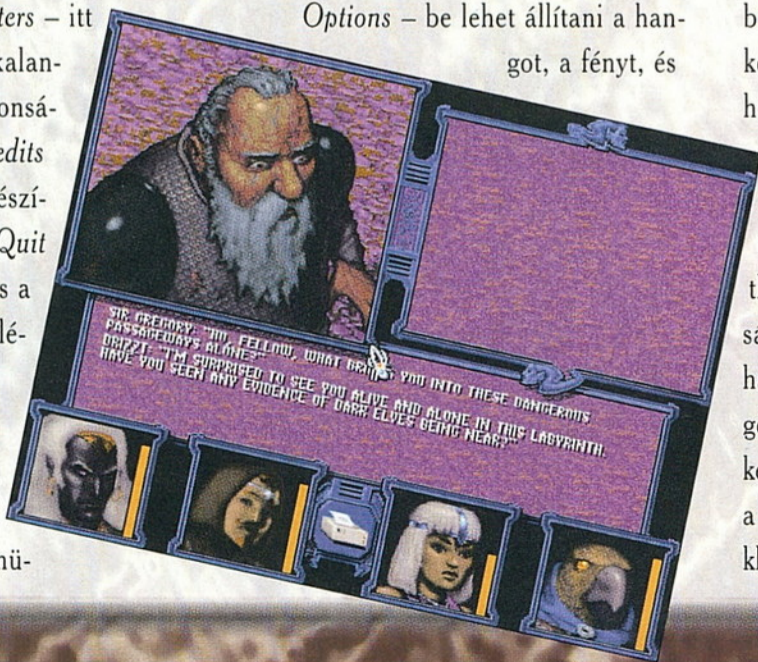 ters – itt
kalan-
onsá-
edits
észí-
Quit
s a
lé-
nü-
Options – be lehet állítani a han-
got, a fényt, és
SIR GREGORY: "HO, FELLOW, WHAT YOU INTO THESE DANGEROUS
PASSAGEWAYS ALONE?"
DRIZZT: "I'M SURPRISED TO SEE YOU ALIVE AND ALONE IN THIS LABYRINTH.
HAVE YOU SEEN ANY EVIDENCE OF DARK ELVES BEING NEAR?"
b
h
sá
h
a